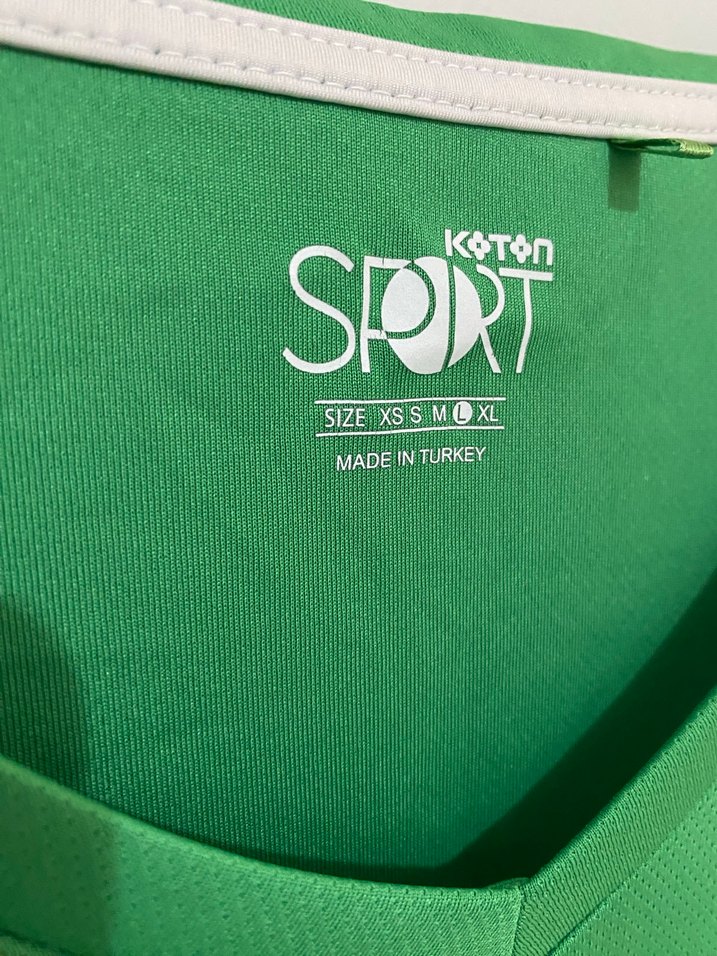 KOTON
SPORT
SIZE XS S M L XL
MADE IN TURKEY